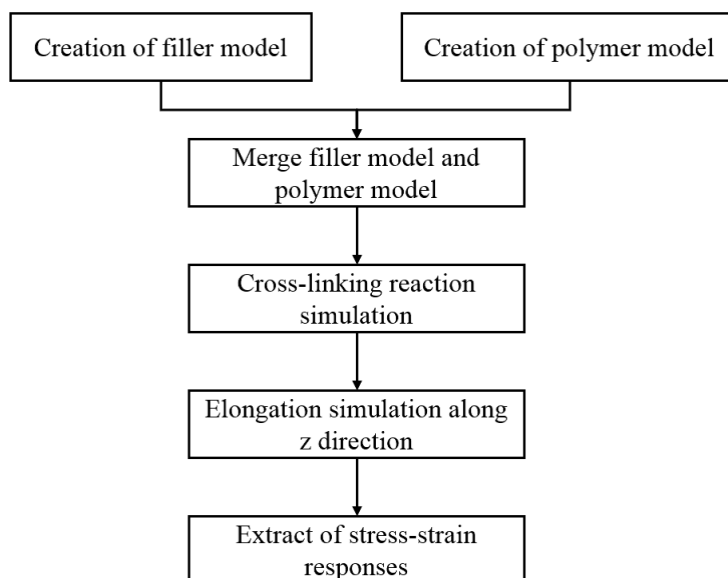 Creation of filler model
Creation of polymer model
Merge filler model and
polymer model
Cross-linking reaction
simulation
Elongation simulation along
z direction
Extract of stress-strain
responses